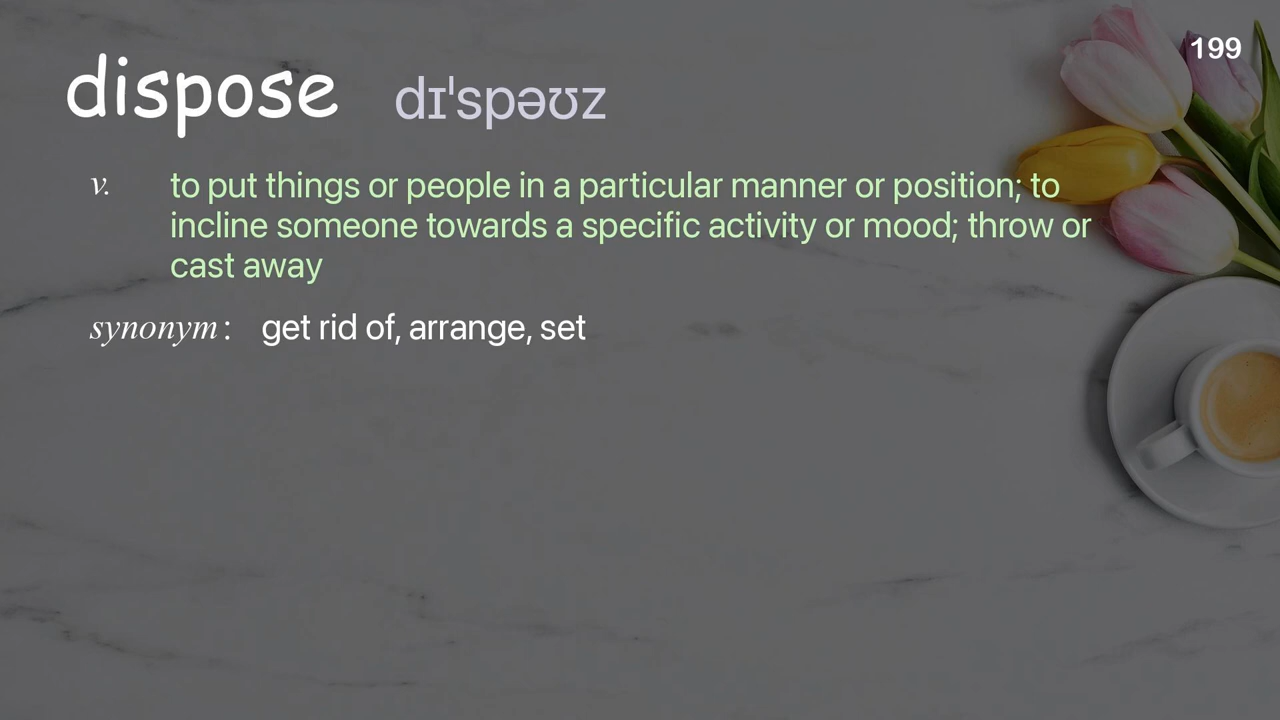 199
dispose dɪˈspəʊz
v. to put things or people in a particular manner or position; to
incline someone towards a specific activity or mood; throw or
cast away
synonym: get rid of, arrange, set